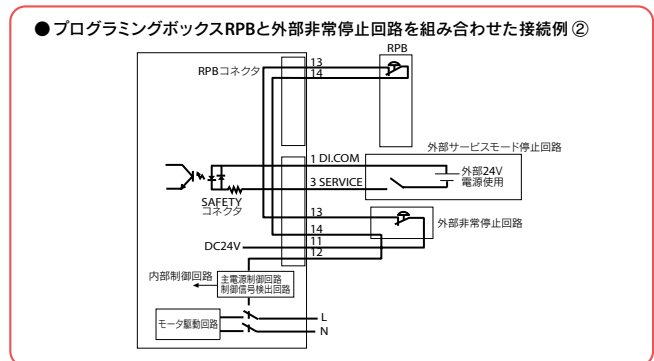 ● プログラミングボックスRPBと外部非常停止回路を組み合わせた接続例 ②
RPB
RPBコネクタ
13
14
外部サービスモード停止回路
1 DI.COM
外部24V
電源使用
3 SERVICE
SAFETY
コネクタ
13
外部非常停止回路
14
DC24V
11
12
内部制御回路
主電源制御回路
制御信号検出回路
モータ駆動回路
L
N